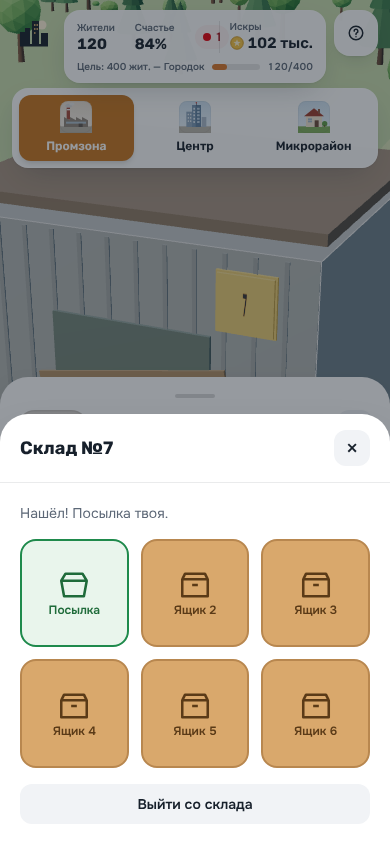 Жители Счастье Искры
120 84% 1 102 тыс.
Цель: 400 жит. — Городок 120/400
Промзона Центр Микрорайон
Склад №7
Нашёл! Посылка твоя.
Посылка Ящик 2 Ящик 3
Ящик 4 Ящик 5 Ящик 6
Выйти со склада